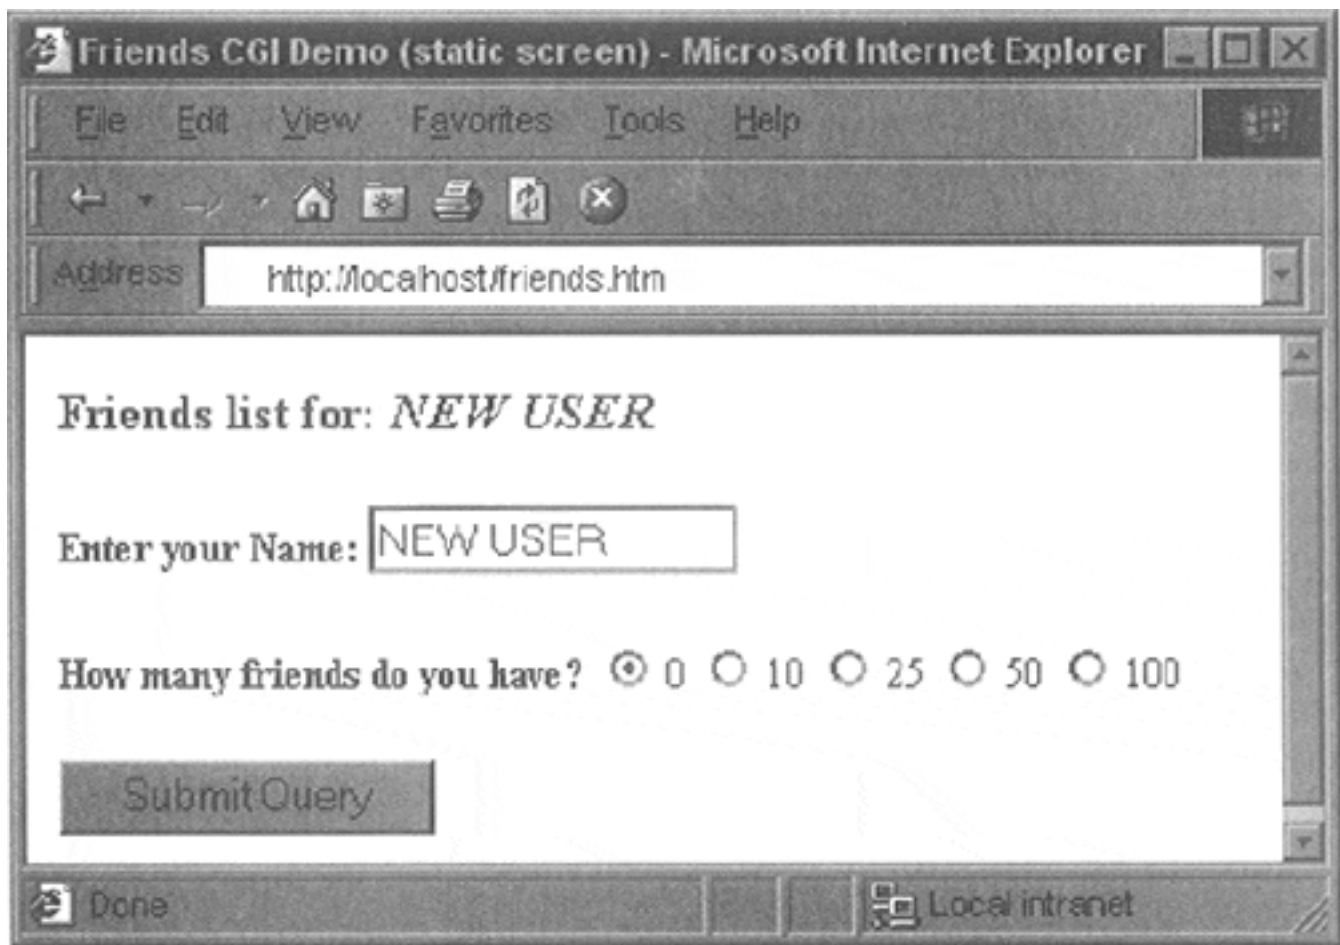 Friends CGI Demo (static screen) - Microsoft Internet Explorer
File Edit View Favorites Tools Help
Address http://localhost/friends.htm
Friends list for: NEW USER
Enter your Name: NEW USER
How many friends do you have? 0 10 25 50 100
Submit Query
Done Local intranet